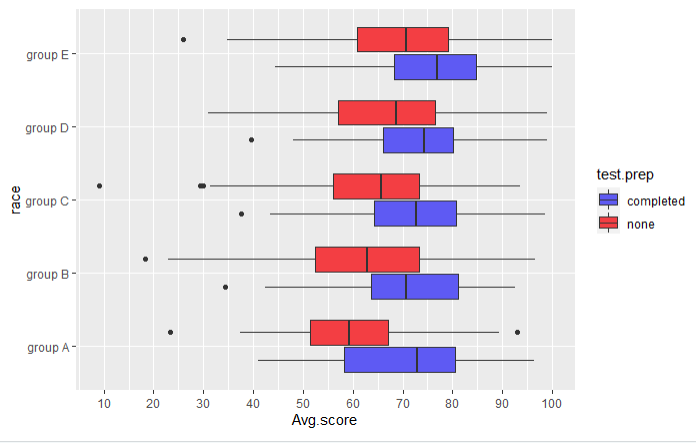 group E
group D
group C
group B
group A
race
10 20 30 40 50 60 70 80 90 100
Avg.score
test.prep
completed
none